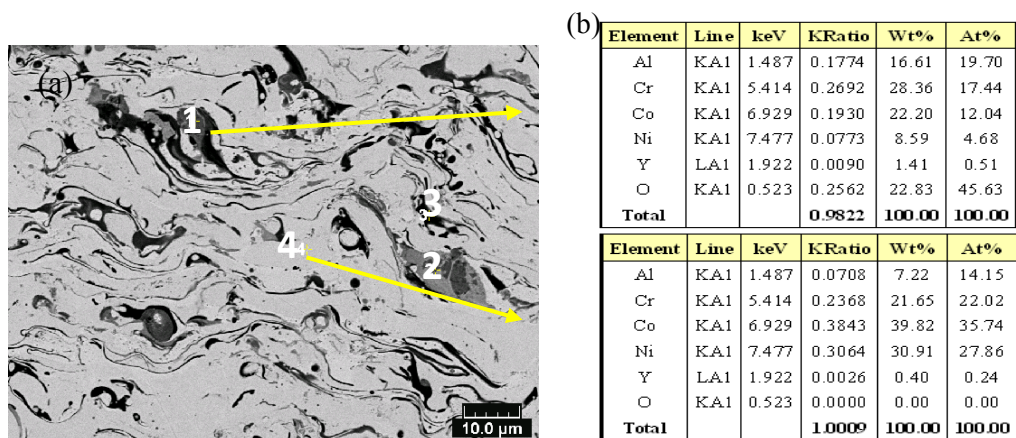 (a)
1
3
4
2
10.0 µm
(b)
Element Line keV KRatio Wt% At%
Al KA1 1.487 0.1774 16.61 19.70
Cr KA1 5.414 0.2692 28.36 17.44
Co KA1 6.929 0.1930 22.20 12.04
Ni KA1 7.477 0.0773 8.59 4.68
Y LA1 1.922 0.0090 1.41 0.51
O KA1 0.523 0.2562 22.83 45.63
Total 0.9822 100.00 100.00
Element Line keV KRatio Wt% At%
Al KA1 1.487 0.0708 7.22 14.15
Cr KA1 5.414 0.2368 21.65 22.02
Co KA1 6.929 0.3843 39.82 35.74
Ni KA1 7.477 0.3064 30.91 27.86
Y LA1 1.922 0.0026 0.40 0.24
O KA1 0.523 0.0000 0.00 0.00
Total 1.0009 100.00 100.00